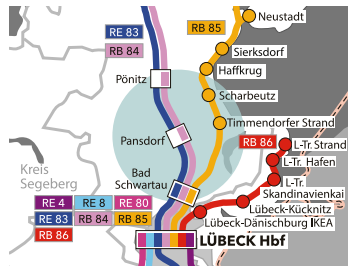 Neustadt
RE 83
RB 85
RB 84
Sierksdorf
Haffkrug
Pönitz
Scharbeutz
Timmendorfer Strand
Pansdorf
RB 86
L-Tr. Strand
L-Tr. Hafen
Kreis
Segeberg
Bad
Schwartau
L-Tr.
Skandinavienkai
RE 4 RE 8 RE 80
Lübeck-Kücknitz
RE 83 RB 84 RB 85
Lübeck-Dänischburg IKEA
RB 86
LÜBECK Hbf